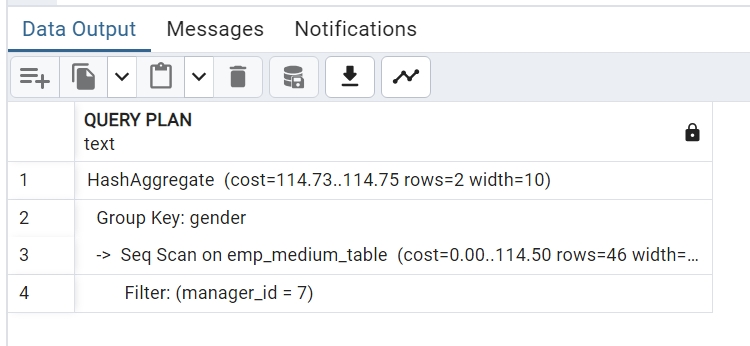 Data Output Messages Notifications
QUERY PLAN
text
1 HashAggregate (cost=114.73..114.75 rows=2 width=10)
2 Group Key: gender
3 -> Seq Scan on emp_medium_table (cost=0.00..114.50 rows=46 width=...
4 Filter: (manager_id = 7)